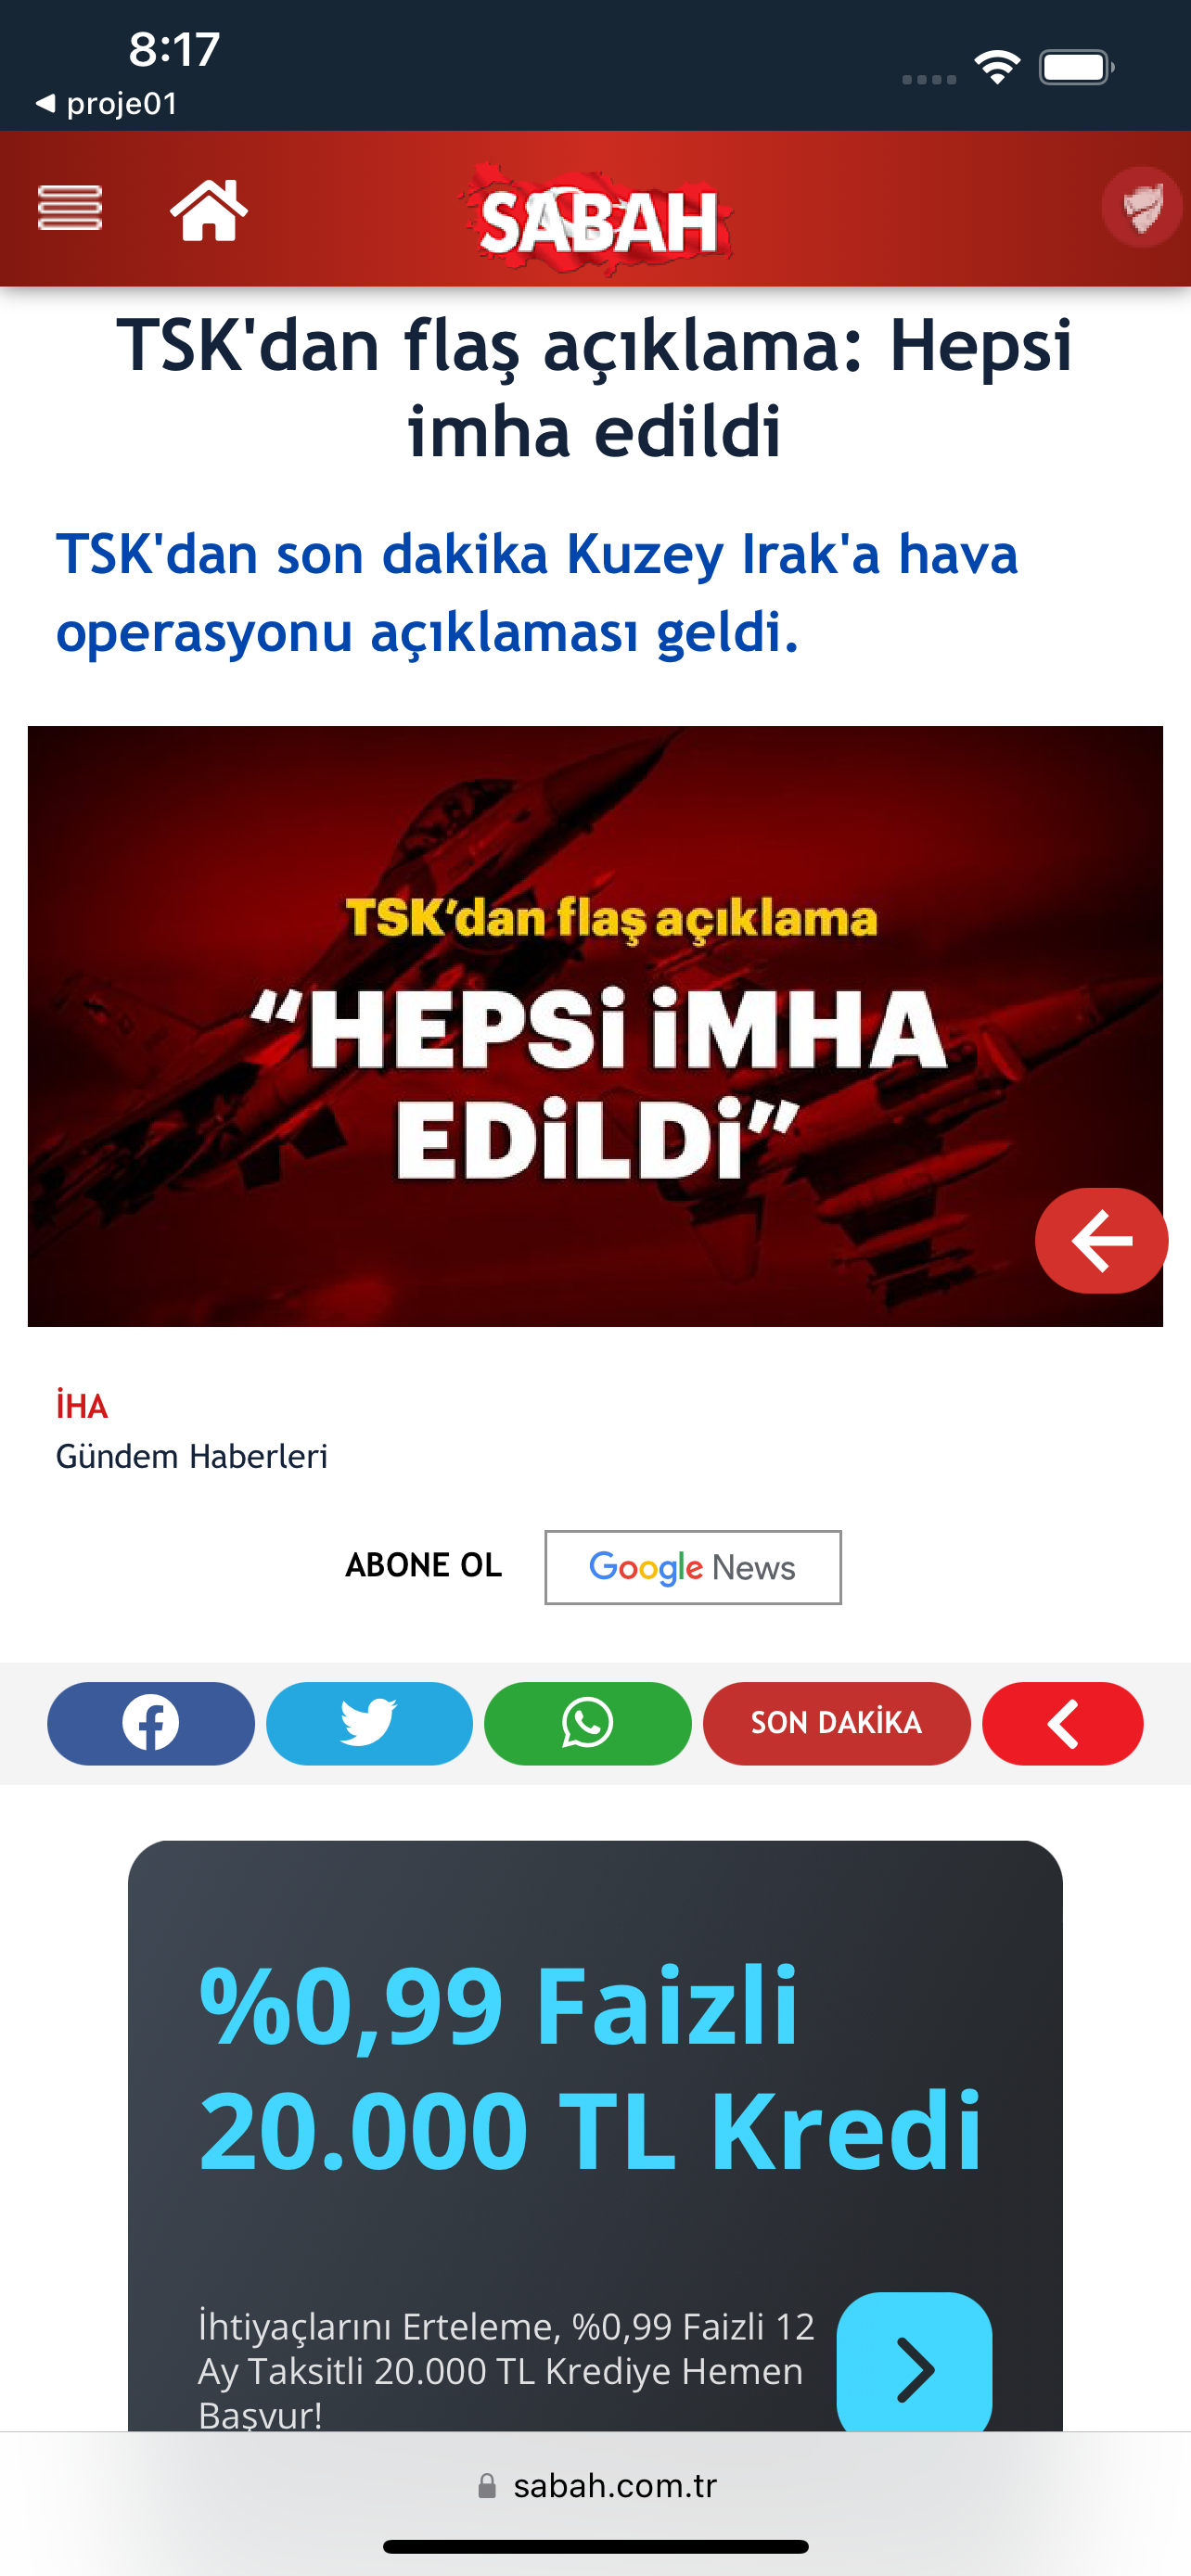 8:17
proje01
SABAH
TSK'dan flaş açıklama: Hepsi
imha edildi
TSK'dan son dakika Kuzey Irak'a hava
operasyonu açıklaması geldi.
TSK'dan flaş açıklama
"HEPSİ İMHA
EDİLDİ"
İHA
Gündem Haberleri
ABONE OL
Google News
SON DAKİKA
%0,99 Faizli
20.000 TL Kredi
İhtiyaçlarını Erteleme, %0,99 Faizli 12
Ay Taksitli 20.000 TL Krediye Hemen
Başvur!
sabah.com.tr